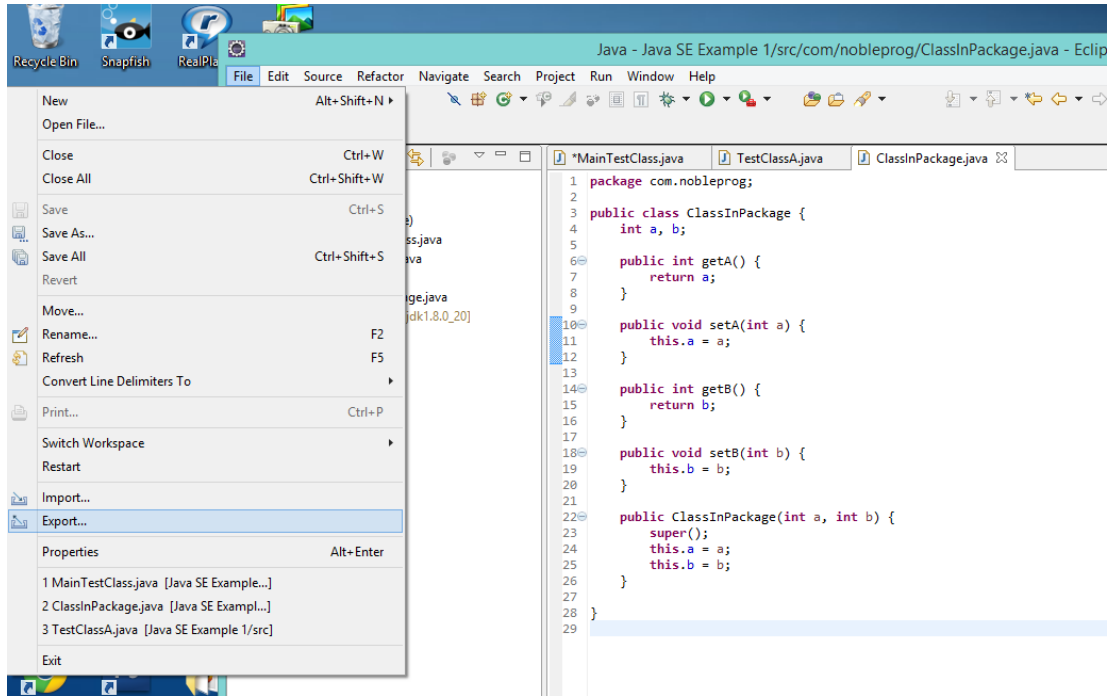 Recycle Bin
Snapfish
RealPla
Java - Java SE Example 1/src/com/nobleprog/ClassInPackage.java - Eclip
File Edit Source Refactor Navigate Search Project Run Window Help
New Alt+Shift+N
Open File...
Close Ctrl+W
Close All Ctrl+Shift+W
Save Ctrl+S
Save As...
Save All Ctrl+Shift+S
Revert
Move...
Rename... F2
Refresh F5
Convert Line Delimiters To
Print... Ctrl+P
Switch Workspace
Restart
Import...
Export...
Properties Alt+Enter
1 MainTestClass.java [Java SE Example...]
2 ClassInPackage.java [Java SE Exampl...]
3 TestClassA.java [Java SE Example 1/src]
Exit
e)
ss.java
ava
ge.java
jdk1.8.0_20]
*MainTestClass.java TestClassA.java ClassInPackage.java
1 package com.nobleprog;
2
3 public class ClassInPackage {
4 int a, b;
5
6 public int getA() {
7 return a;
8 }
9
10 public void setA(int a) {
11 this.a = a;
12 }
13
14 public int getB() {
15 return b;
16 }
17
18 public void setB(int b) {
19 this.b = b;
20 }
21
22 public ClassInPackage(int a, int b) {
23 super();
24 this.a = a;
25 this.b = b;
26 }
27
28 }
29